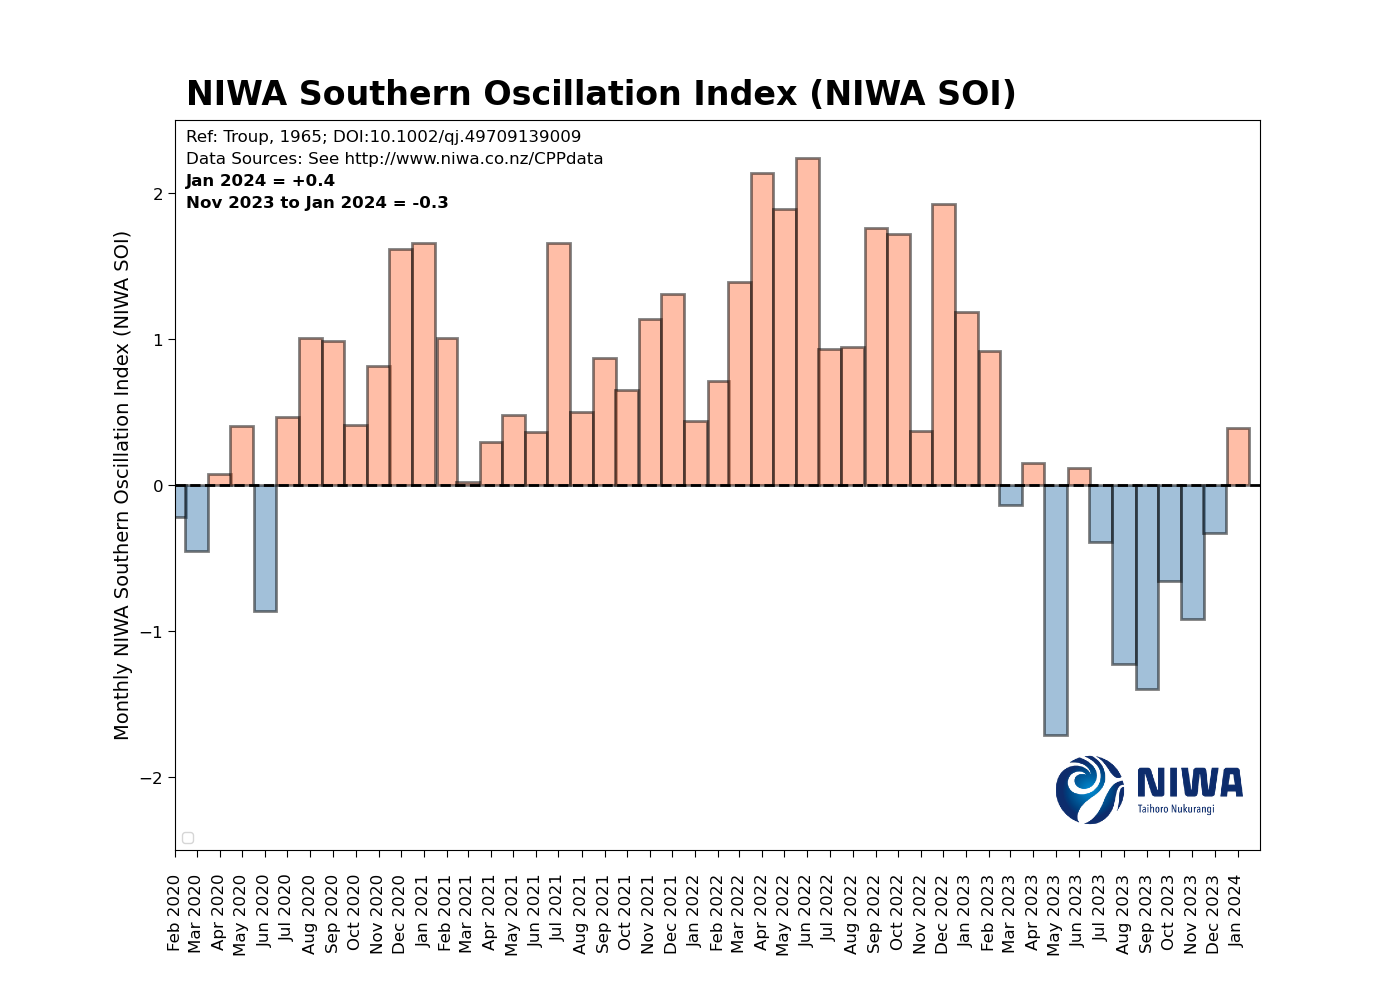 NIWA Southern Oscillation Index (NIWA SOI)
Ref: Troup, 1965; DOI:10.1002/qj.49709139009
Data Sources: See http://www.niwa.co.nz/CPPdata
Jan 2024 = +0.4
Nov 2023 to Jan 2024 = -0.3
Monthly NIWA Southern Oscillation Index (NIWA SOI)
2
1
0
−1
−2
NIWA
Taihoro Nukurangi
Feb 2020
Mar 2020
Apr 2020
May 2020
Jun 2020
Jul 2020
Aug 2020
Sep 2020
Oct 2020
Nov 2020
Dec 2020
Jan 2021
Feb 2021
Mar 2021
Apr 2021
May 2021
Jun 2021
Jul 2021
Aug 2021
Sep 2021
Oct 2021
Nov 2021
Dec 2021
Jan 2022
Feb 2022
Mar 2022
Apr 2022
May 2022
Jun 2022
Jul 2022
Aug 2022
Sep 2022
Oct 2022
Nov 2022
Dec 2022
Jan 2023
Feb 2023
Mar 2023
Apr 2023
May 2023
Jun 2023
Jul 2023
Aug 2023
Sep 2023
Oct 2023
Nov 2023
Dec 2023
Jan 2024